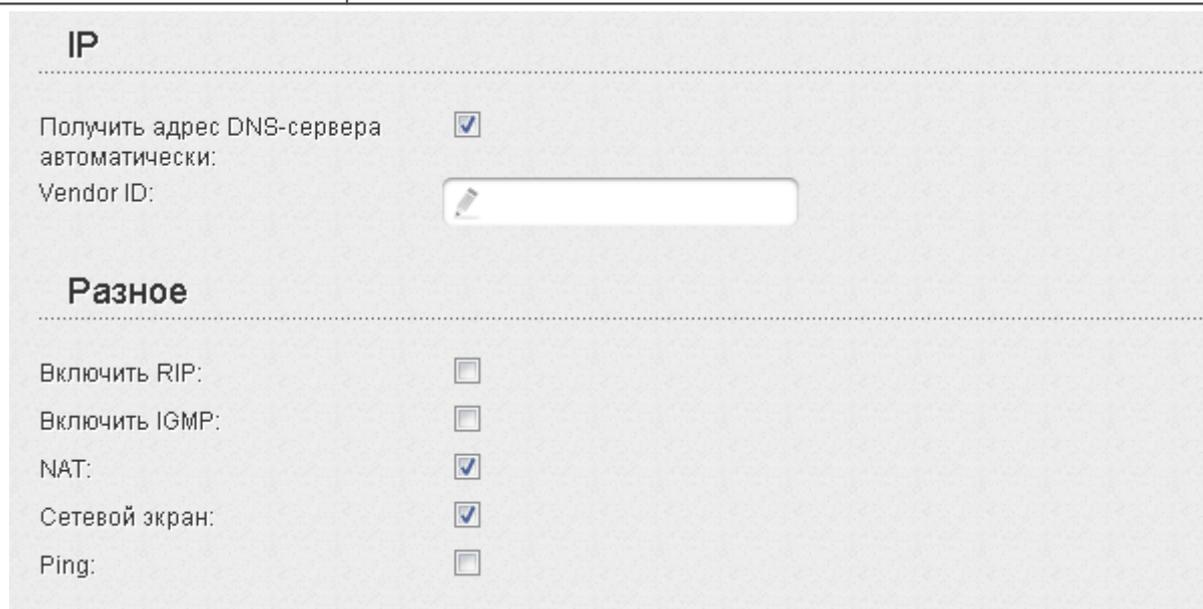 IP
Получить адрес DNS-сервера
автоматически:
Vendor ID:
Разное
Включить RIP:
Включить IGMP:
NAT:
Сетевой экран:
Ping: